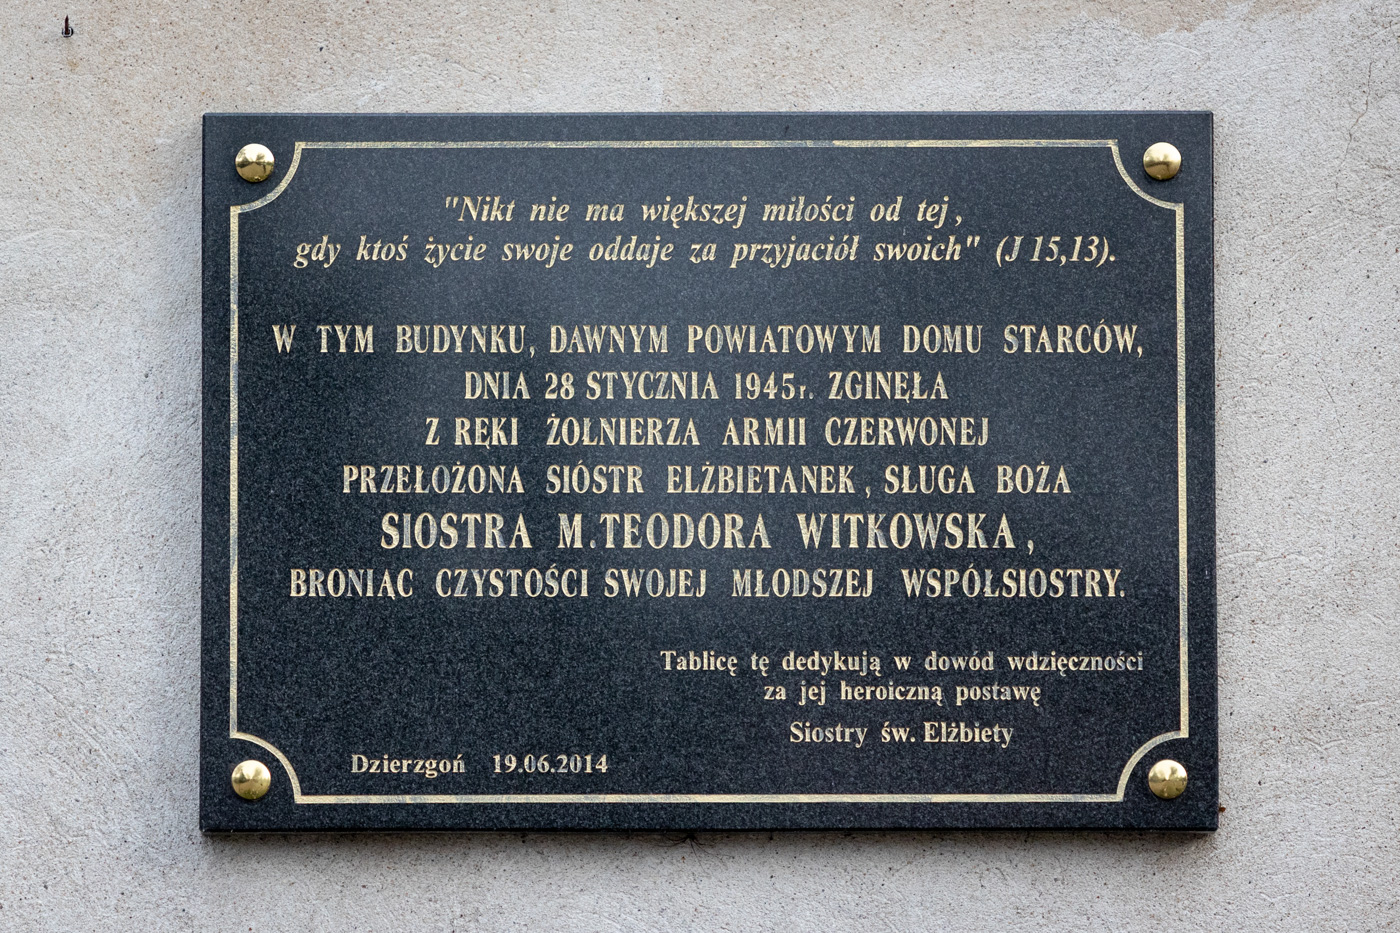 "Nikt nie ma większej miłości od tej,
gdy ktoś życie swoje oddaje za przyjaciół swoich" (J 15,13).
W TYM BUDYNKU, DAWNYM POWIATOWYM DOMU STARCÓW,
DNIA 28 STYCZNIA 1945r. ZGINĘŁA
Z RĘKI ŻOŁNIERZA ARMII CZERWONEJ
PRZEŁOŻONA SIÓSTR ELŻBIETANEK, SŁUGA BOŻA
SIOSTRA M.TEODORA WITKOWSKA,
BRONIĄC CZYSTOŚCI SWOJEJ MŁODSZEJ WSPÓŁSIOSTRY.
Tablicę tę dedykują w dowód wdzięczności
za jej heroiczną postawę
Siostry św. Elżbiety
Dzierzgoń 19.06.2014